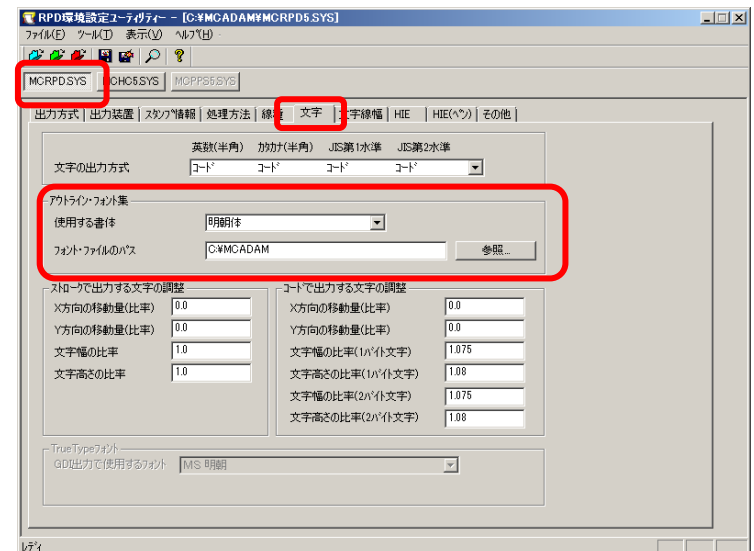 RPD環境設定ﾕｰﾃｨﾘﾃｨｰ - [C:¥MCADAM¥MCRPD5.SYS]
ﾌｧｲﾙ(F) ﾂｰﾙ(T) 表示(V) ﾍﾙﾌﾟ(H)
MCRPD.SYS MCHC5.SYS MCPPS5.SYS
出力方式 出力装置 ｽﾀﾝﾌﾟ情報 処理方法 線種 文字 文字線幅 HIE HIE(ﾍﾟﾝ) その他
英数(半角) ｶﾀｶﾅ(半角) JIS第1水準 JIS第2水準
文字の出力方式 ｺｰﾄﾞ ｺｰﾄﾞ ｺｰﾄﾞ ｺｰﾄﾞ
ｱｳﾄﾗｲﾝ･ﾌｫﾝﾄ集
使用する書体 明朝体
ﾌｫﾝﾄ･ﾌｧｲﾙのﾊﾟｽ C:¥MCADAM 参照...
ｽﾄﾛｰｸで出力する文字の調整
X方向の移動量(比率) 0.0
Y方向の移動量(比率) 0.0
文字幅の比率 1.0
文字高さの比率 1.0
ｺｰﾄﾞで出力する文字の調整
X方向の移動量(比率) 0.0
Y方向の移動量(比率) 0.0
文字幅の比率(1ﾊﾞｲﾄ文字) 1.075
文字高さの比率(1ﾊﾞｲﾄ文字) 1.08
文字幅の比率(2ﾊﾞｲﾄ文字) 1.075
文字高さの比率(2ﾊﾞｲﾄ文字) 1.08
TrueTypeﾌｫﾝﾄ
GDI出力で使用するﾌｫﾝﾄ MS 明朝
ﾚﾃﾞｨ